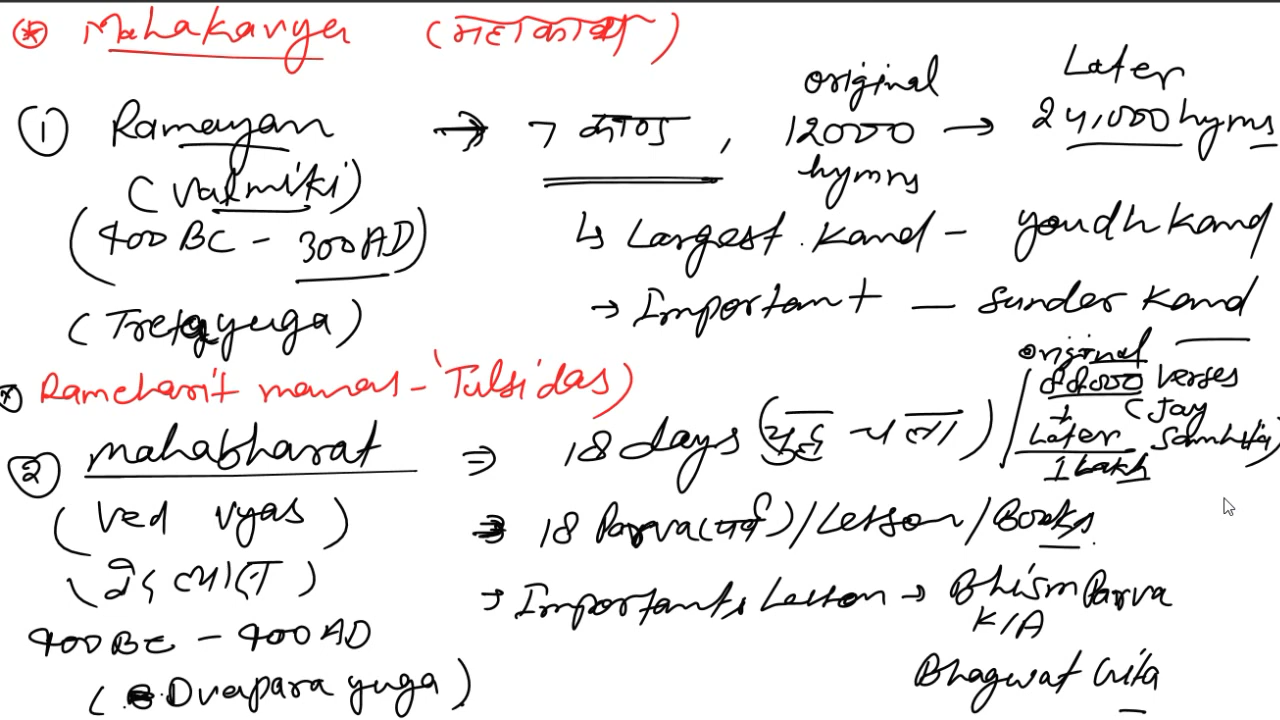 Mahakavya (महाकाव्य)
① Ramayan → 7 काण्ड, original 12000 hymns → Later 24,000 hyms
(Valmiki)
(400 BC - 300 AD)
↳ Largest Kand - youdh Kand
→ Important — Sunder Kand
(Treta yuga)
Ramcharit manas - 'Tulsidas)
② mahabharat ⇒ 18 days (युद्ध चला)
original
8800 verses
(Jay Samhita)
Later
1 Lakh
(Ved Vyas)
→ 18 Parva (पर्व) / Lesson / Books
(वेद व्यास)
→ Important Lesson → Bhism Parva
K/A
Bhagwat Gita
400 BC - 400 AD
(Dvapara yuga)